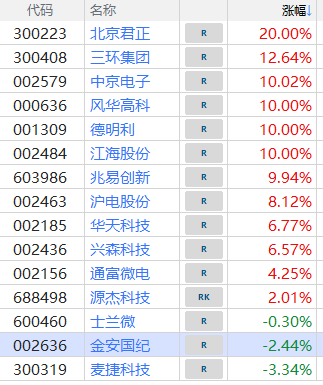 代码 名称 涨幅↓
300223 北京君正 R 20.00%
300408 三环集团 R 12.64%
002579 中京电子 R 10.02%
000636 风华高科 R 10.00%
001309 德明利 R 10.00%
002484 江海股份 R 10.00%
603986 兆易创新 R 9.94%
002463 沪电股份 R 8.12%
002185 华天科技 R 6.77%
002436 兴森科技 R 6.57%
002156 通富微电 R 4.25%
688498 源杰科技 RK 2.01%
600460 士兰微 R -0.30%
002636 金安国纪 R -2.44%
300319 麦捷科技 R -3.34%